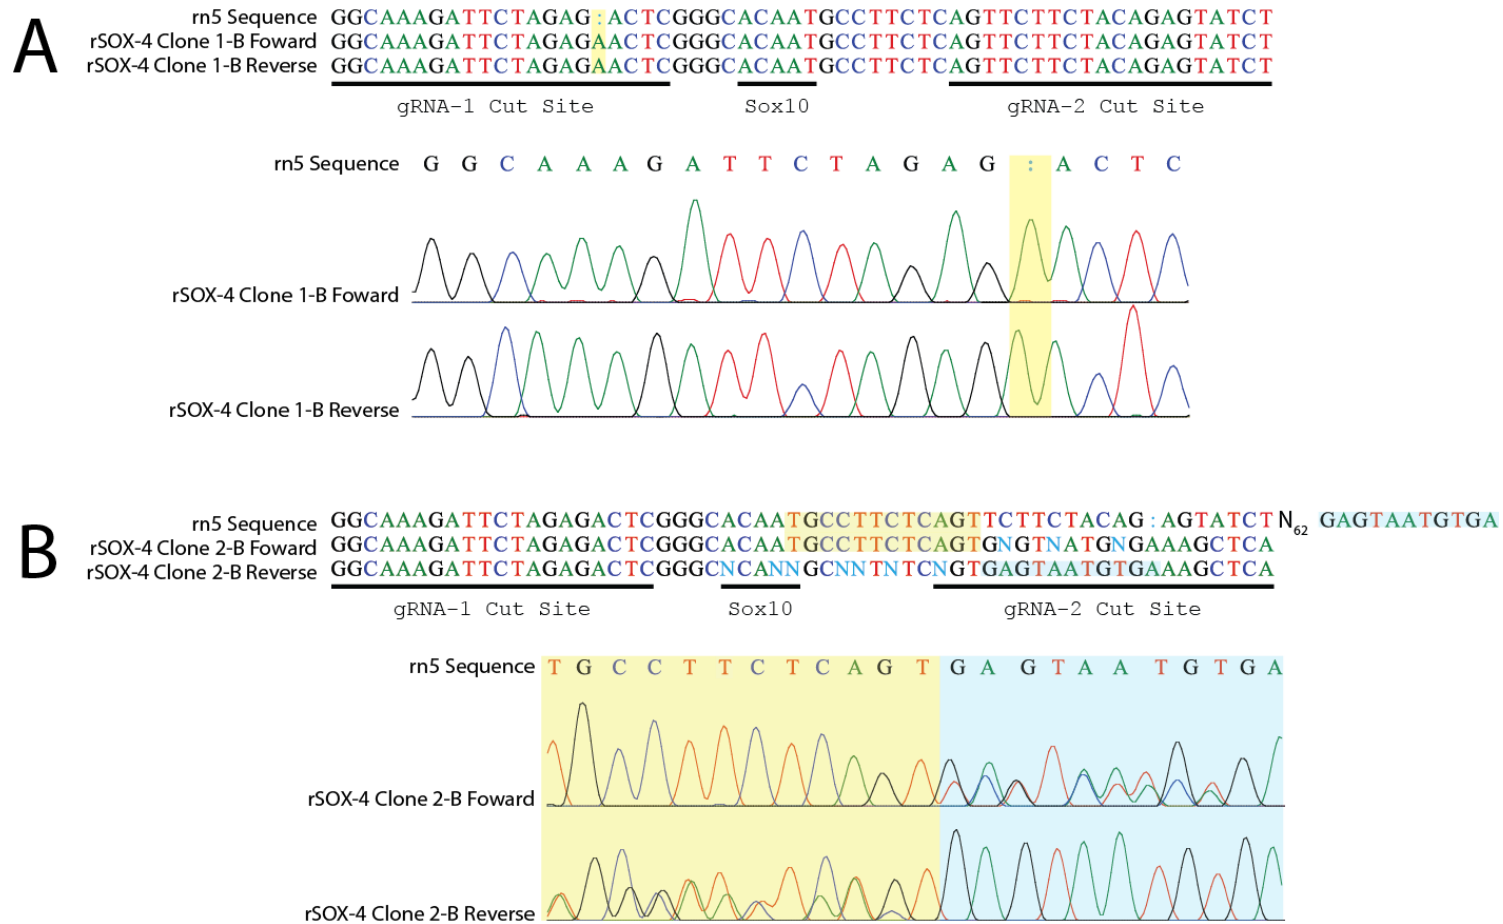 A
rn5 Sequence GGCAAAGATTCTAGAG:ACTCGGGCACAATGCCTTCTCAGTTCTTCTACAGAGTATCT
rSOX-4 Clone 1-B Foward GGCAAAGATTCTAGAGAACTCGGGCACAATGCCTTCTCAGTTCTTCTACAGAGTATCT
rSOX-4 Clone 1-B Reverse GGCAAAGATTCTAGAGAACTCGGGCACAATGCCTTCTCAGTTCTTCTACAGAGTATCT
gRNA-1 Cut Site Sox10 gRNA-2 Cut Site
rn5 Sequence G G C A A A G A T T C T A G A G : A C T C
rSOX-4 Clone 1-B Foward
rSOX-4 Clone 1-B Reverse
B
rn5 Sequence GGCAAAGATTCTAGAGACTCGGGCACAATGCCTTCTCAGTTCTTCTACAG:AGTATCT N62 GAGTAATGTGA
rSOX-4 Clone 2-B Foward GGCAAAGATTCTAGAGACTCGGGCACAATGCCTTCTCAGTGNGTNATGNGAAAGCTCA
rSOX-4 Clone 2-B Reverse GGCAAAGATTCTAGAGACTCGGGCNCANNGCNNTNTCNGTGAGTAATGTGAAAGCTCA
gRNA-1 Cut Site Sox10 gRNA-2 Cut Site
rn5 Sequence T G C C T T C T C A G T G A G T A A T G T G A
rSOX-4 Clone 2-B Foward
rSOX-4 Clone 2-B Reverse